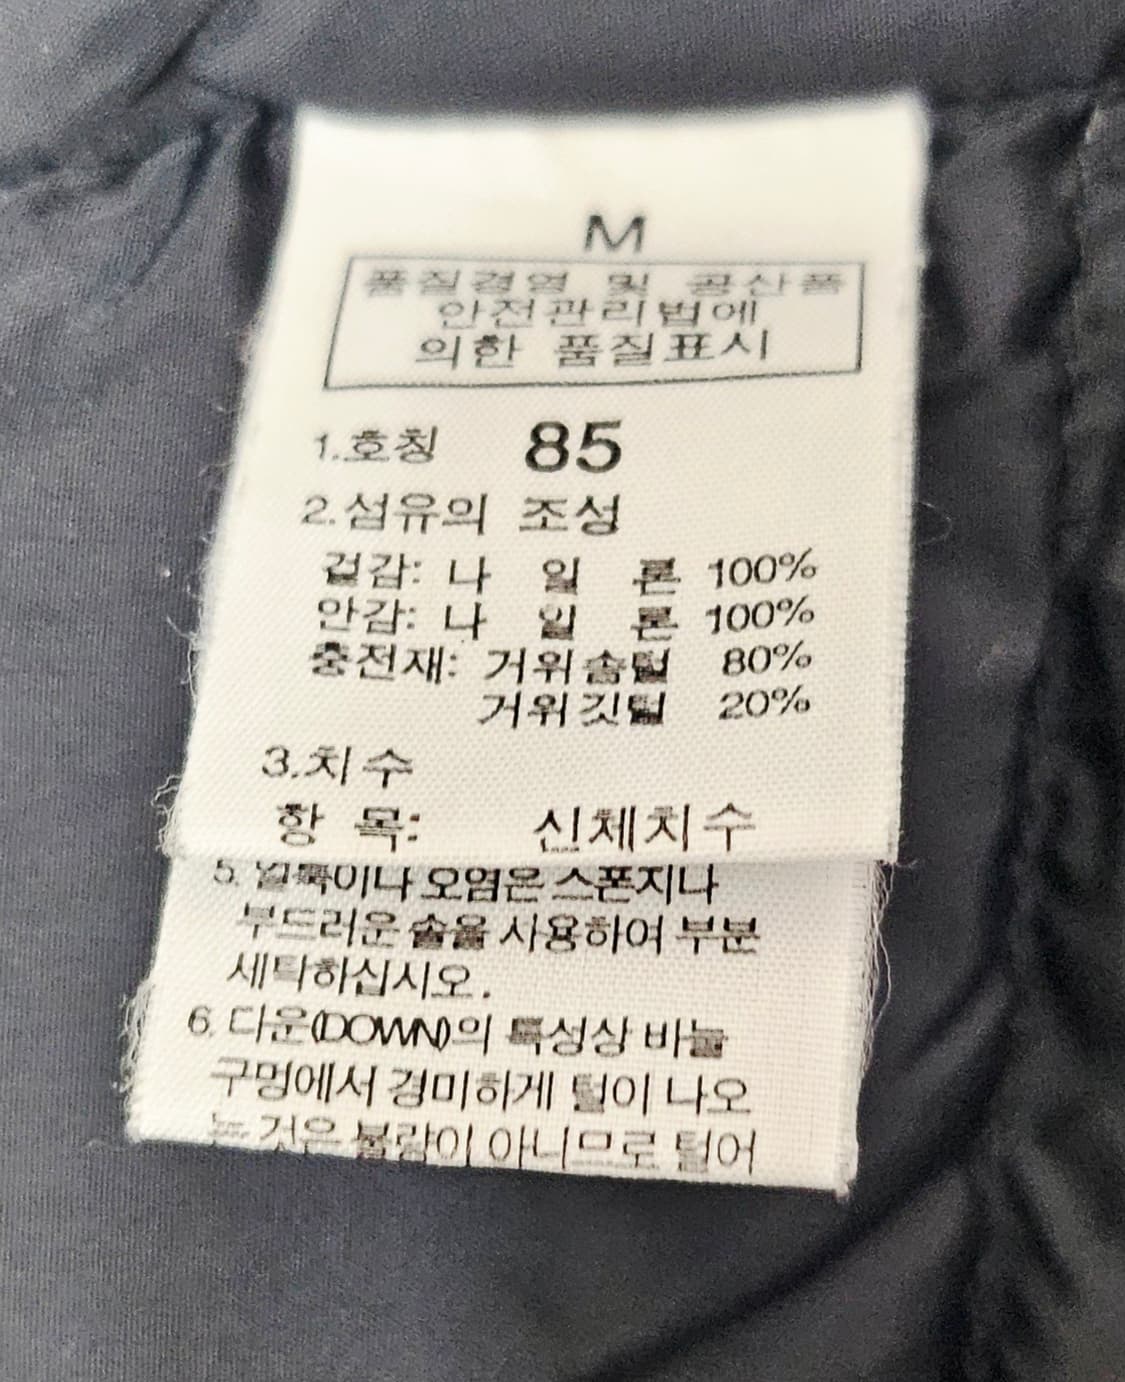 M
품질경영 및 공산품
안전관리법에
의한 품질표시
1.호칭 85
2.섬유의 조성
겉감: 나 일 론 100%
안감: 나 일 론 100%
충전재: 거위솜털 80%
거위깃털 20%
3.치수
항 목: 신체치수
5. 얼룩이나 오염은 스폰지나
부드러운 솔을 사용하여 부분
세탁하십시오.
6. 다운(DOWN)의 특성상 바늘
구멍에서 경미하게 털이 나오
는 것은 불량이 아니므로 털어